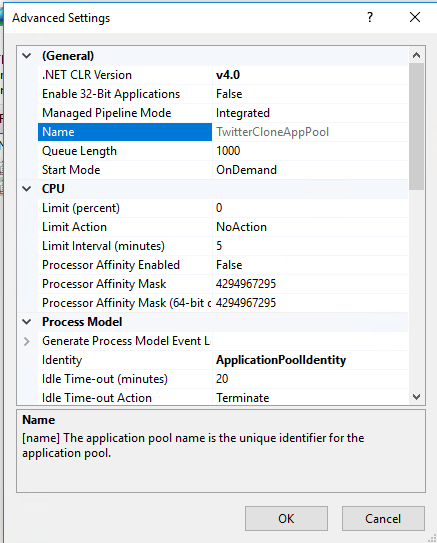 Advanced Settings
(General)
.NET CLR Version v4.0
Enable 32-Bit Applications False
Managed Pipeline Mode Integrated
Name TwitterCloneAppPool
Queue Length 1000
Start Mode OnDemand
CPU
Limit (percent) 0
Limit Action NoAction
Limit Interval (minutes) 5
Processor Affinity Enabled False
Processor Affinity Mask 4294967295
Processor Affinity Mask (64-bit o 4294967295
Process Model
Generate Process Model Event L
Identity ApplicationPoolIdentity
Idle Time-out (minutes) 20
Idle Time-out Action Terminate
Name
[name] The application pool name is the unique identifier for the
application pool.
OK Cancel